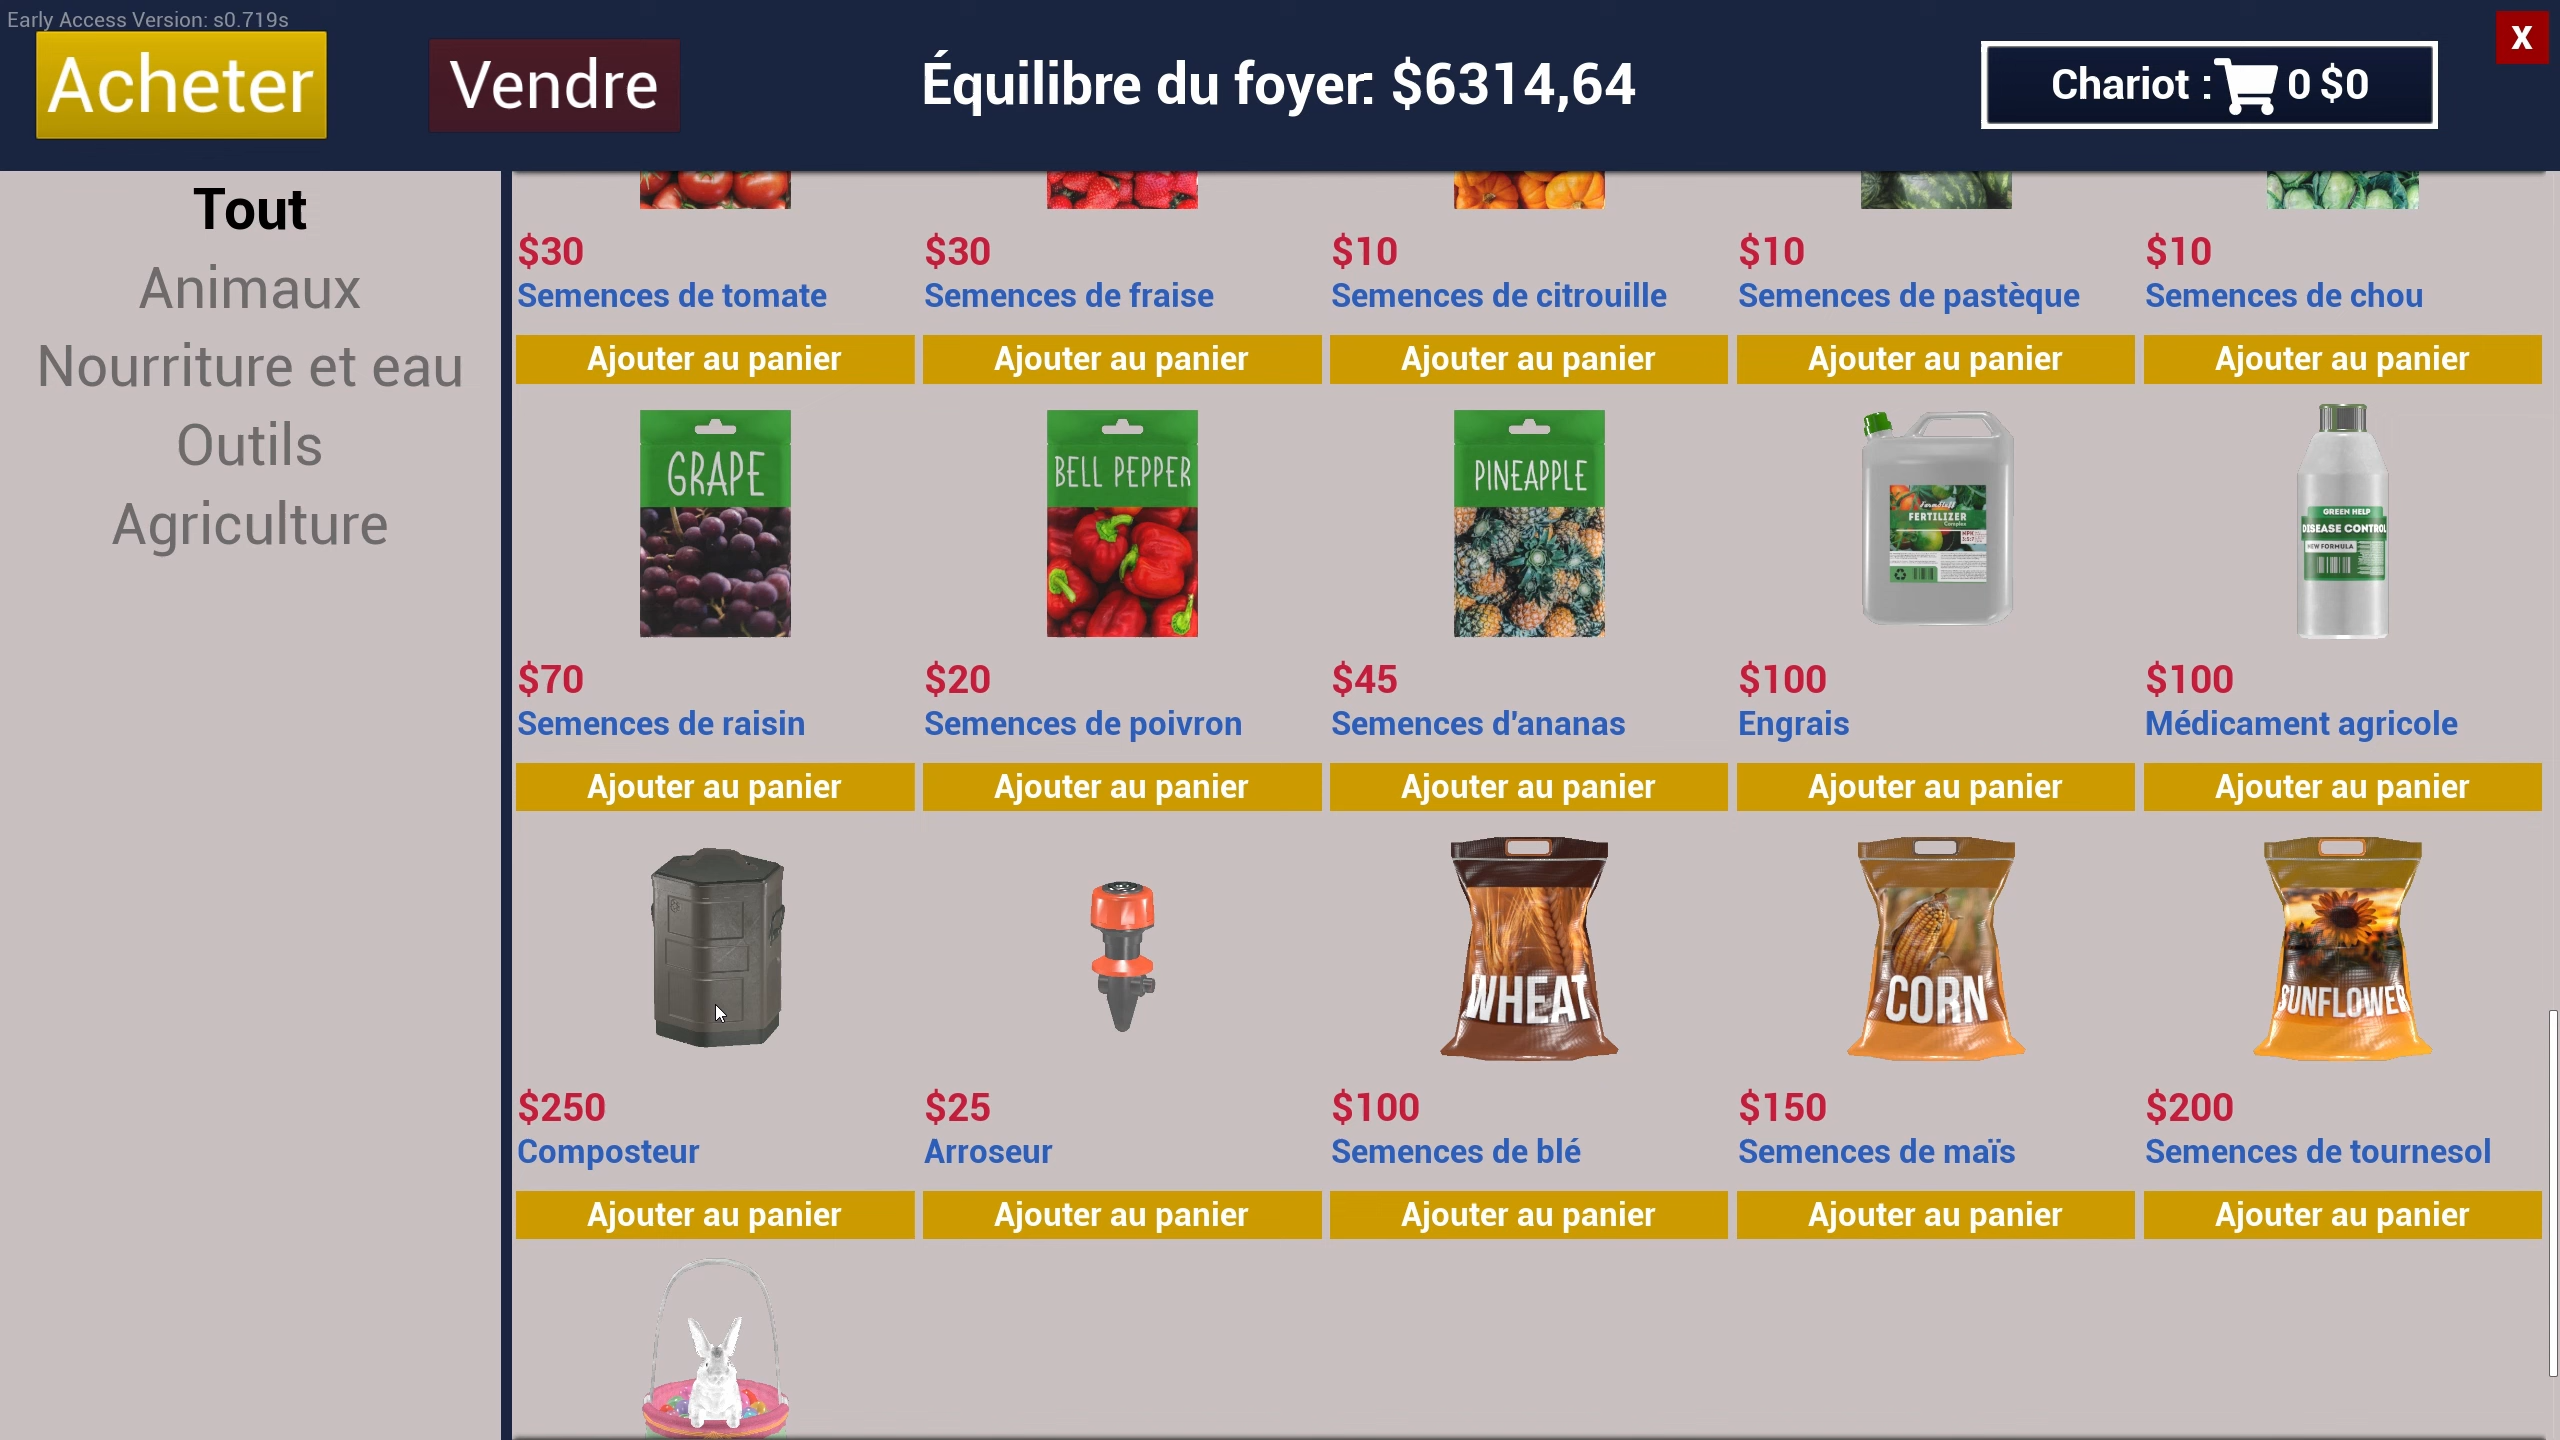 Early Access Version: s0.719s
Acheter
Vendre
Équilibre du foyer: $6314,64
Chariot : 0 $0
X
Tout
Animaux
Nourriture et eau
Outils
Agriculture
$30
$30
$10
$10
$10
Semences de tomate
Semences de fraise
Semences de citrouille
Semences de pastèque
Semences de chou
Ajouter au panier
Ajouter au panier
Ajouter au panier
Ajouter au panier
Ajouter au panier
GRAPE
BELL PEPPER
PINEAPPLE
FERTILIZER
Complex
GREEN HELP
DISEASE CONTROL
NEW FORMULA
$70
$20
$45
$100
$100
Semences de raisin
Semences de poivron
Semences d'ananas
Engrais
Médicament agricole
Ajouter au panier
Ajouter au panier
Ajouter au panier
Ajouter au panier
Ajouter au panier
WHEAT
CORN
SUNFLOWER
$250
$25
$100
$150
$200
Composteur
Arroseur
Semences de blé
Semences de maïs
Semences de tournesol
Ajouter au panier
Ajouter au panier
Ajouter au panier
Ajouter au panier
Ajouter au panier